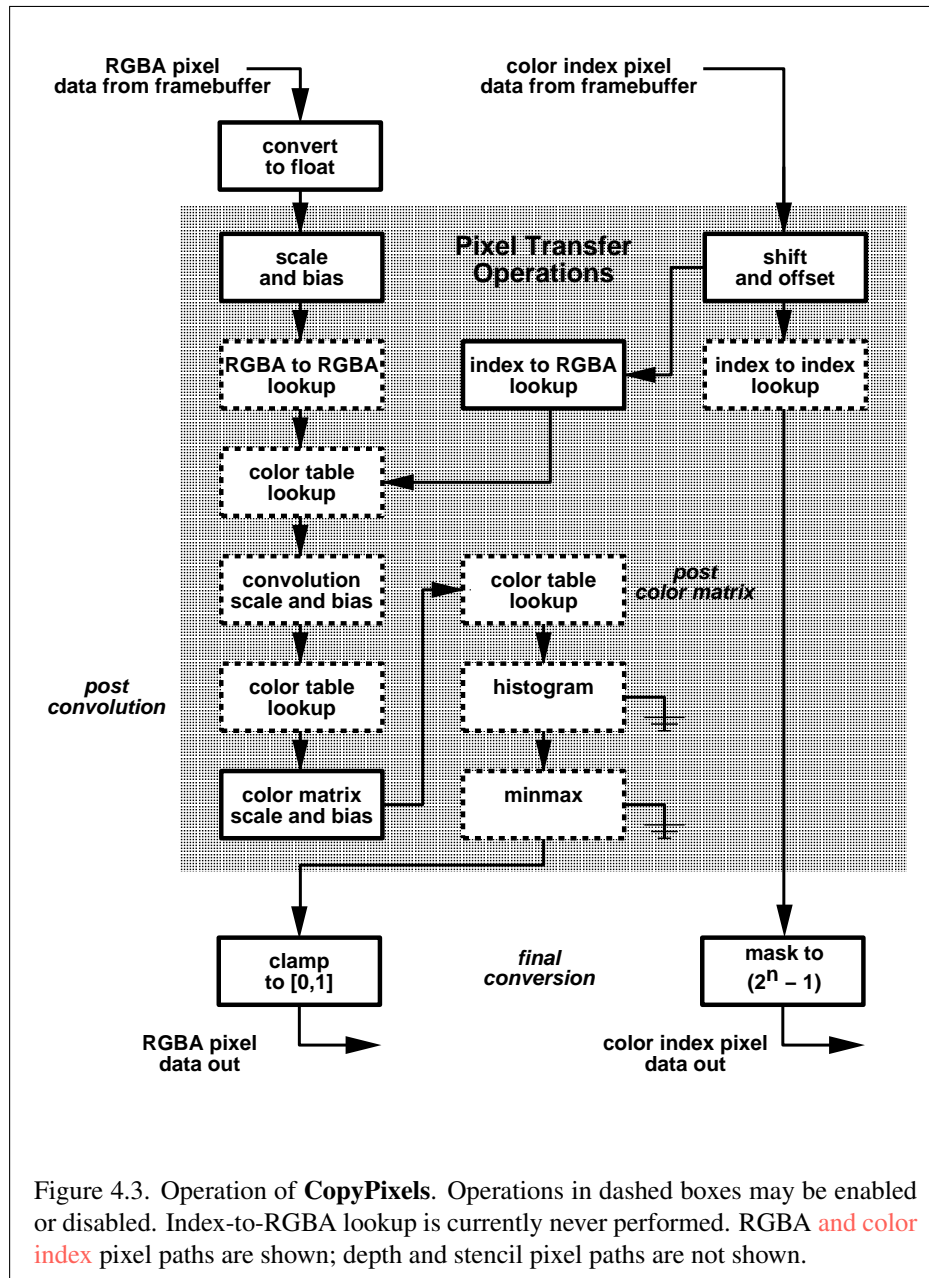 RGBA pixel
data from framebuffer
color index pixel
data from framebuffer
convert
to float
Pixel Transfer
Operations
scale
and bias
shift
and offset
RGBA to RGBA
lookup
index to RGBA
lookup
index to index
lookup
color table
lookup
convolution
scale and bias
color table
lookup
post
color matrix
post
convolution
color table
lookup
histogram
color matrix
scale and bias
minmax
clamp
to [0,1]
final
conversion
mask to
(2^n − 1)
RGBA pixel
data out
color index pixel
data out
Figure 4.3. Operation of CopyPixels. Operations in dashed boxes may be enabled
or disabled. Index-to-RGBA lookup is currently never performed. RGBA and color
index pixel paths are shown; depth and stencil pixel paths are not shown.